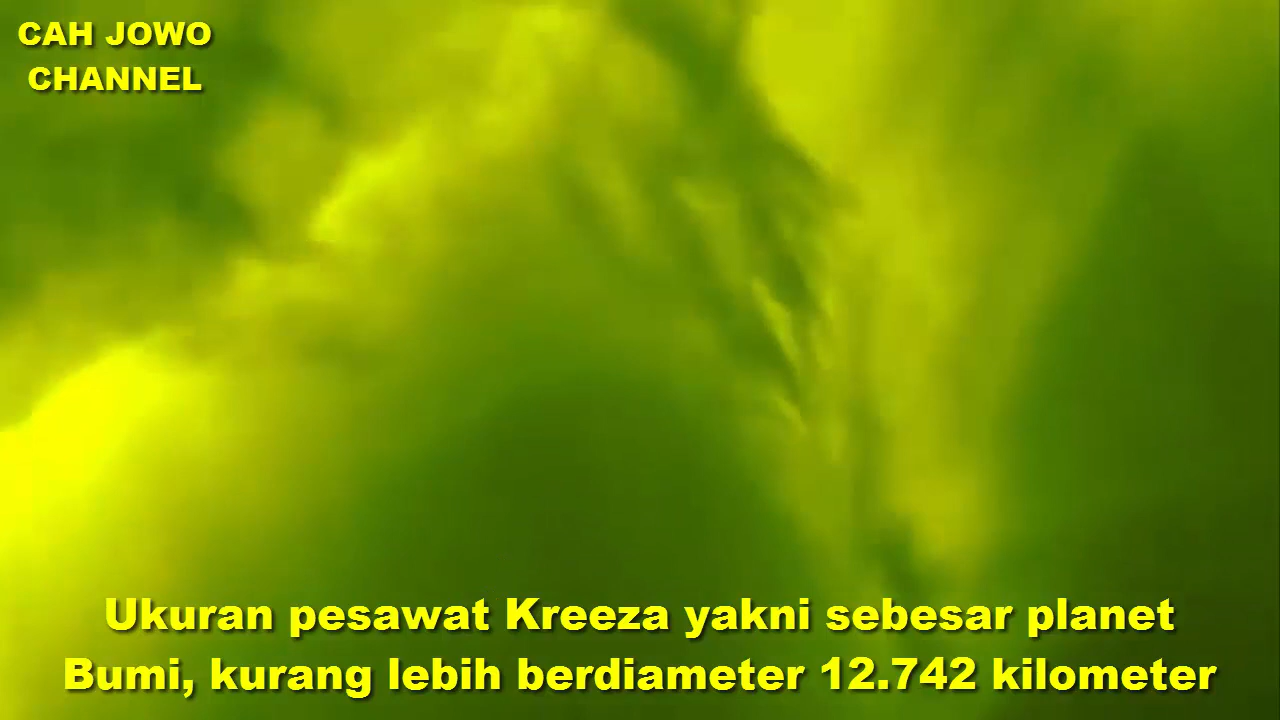 CAH JOWO
CHANNEL
Ukuran pesawat Kreeza yakni sebesar planet
Bumi, kurang lebih berdiameter 12.742 kilometer